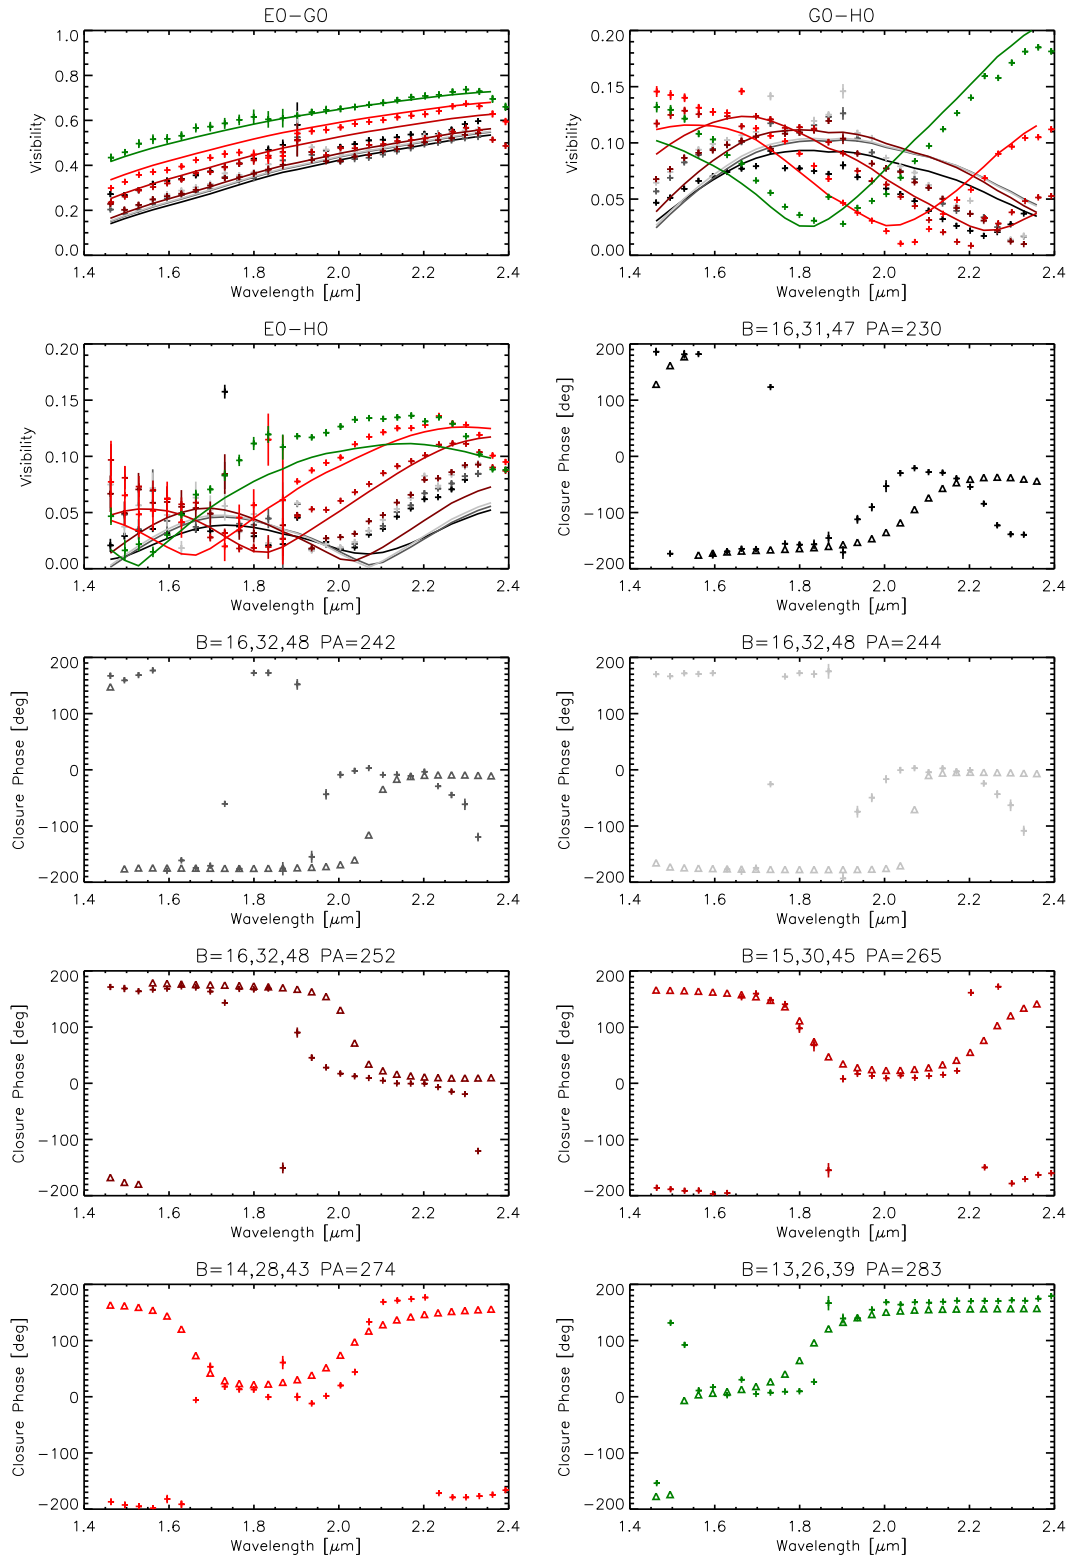 E0-G0
1.0
0.8
0.6
0.4
0.2
0.0
Visibility
1.4 1.6 1.8 2.0 2.2 2.4
Wavelength [μm]
G0-H0
0.20
0.15
0.10
0.05
0.00
Visibility
1.4 1.6 1.8 2.0 2.2 2.4
Wavelength [μm]
E0-H0
0.20
0.15
0.10
0.05
0.00
Visibility
1.4 1.6 1.8 2.0 2.2 2.4
Wavelength [μm]
B=16,31,47 PA=230
200
100
0
-100
-200
Closure Phase [deg]
1.4 1.6 1.8 2.0 2.2 2.4
Wavelength [μm]
B=16,32,48 PA=242
200
100
0
-100
-200
Closure Phase [deg]
1.4 1.6 1.8 2.0 2.2 2.4
Wavelength [μm]
B=16,32,48 PA=244
200
100
0
-100
-200
Closure Phase [deg]
1.4 1.6 1.8 2.0 2.2 2.4
Wavelength [μm]
B=16,32,48 PA=252
200
100
0
-100
-200
Closure Phase [deg]
1.4 1.6 1.8 2.0 2.2 2.4
Wavelength [μm]
B=15,30,45 PA=265
200
100
0
-100
-200
Closure Phase [deg]
1.4 1.6 1.8 2.0 2.2 2.4
Wavelength [μm]
B=14,28,43 PA=274
200
100
0
-100
-200
Closure Phase [deg]
1.4 1.6 1.8 2.0 2.2 2.4
Wavelength [μm]
B=13,26,39 PA=283
200
100
0
-100
-200
Closure Phase [deg]
1.4 1.6 1.8 2.0 2.2 2.4
Wavelength [μm]